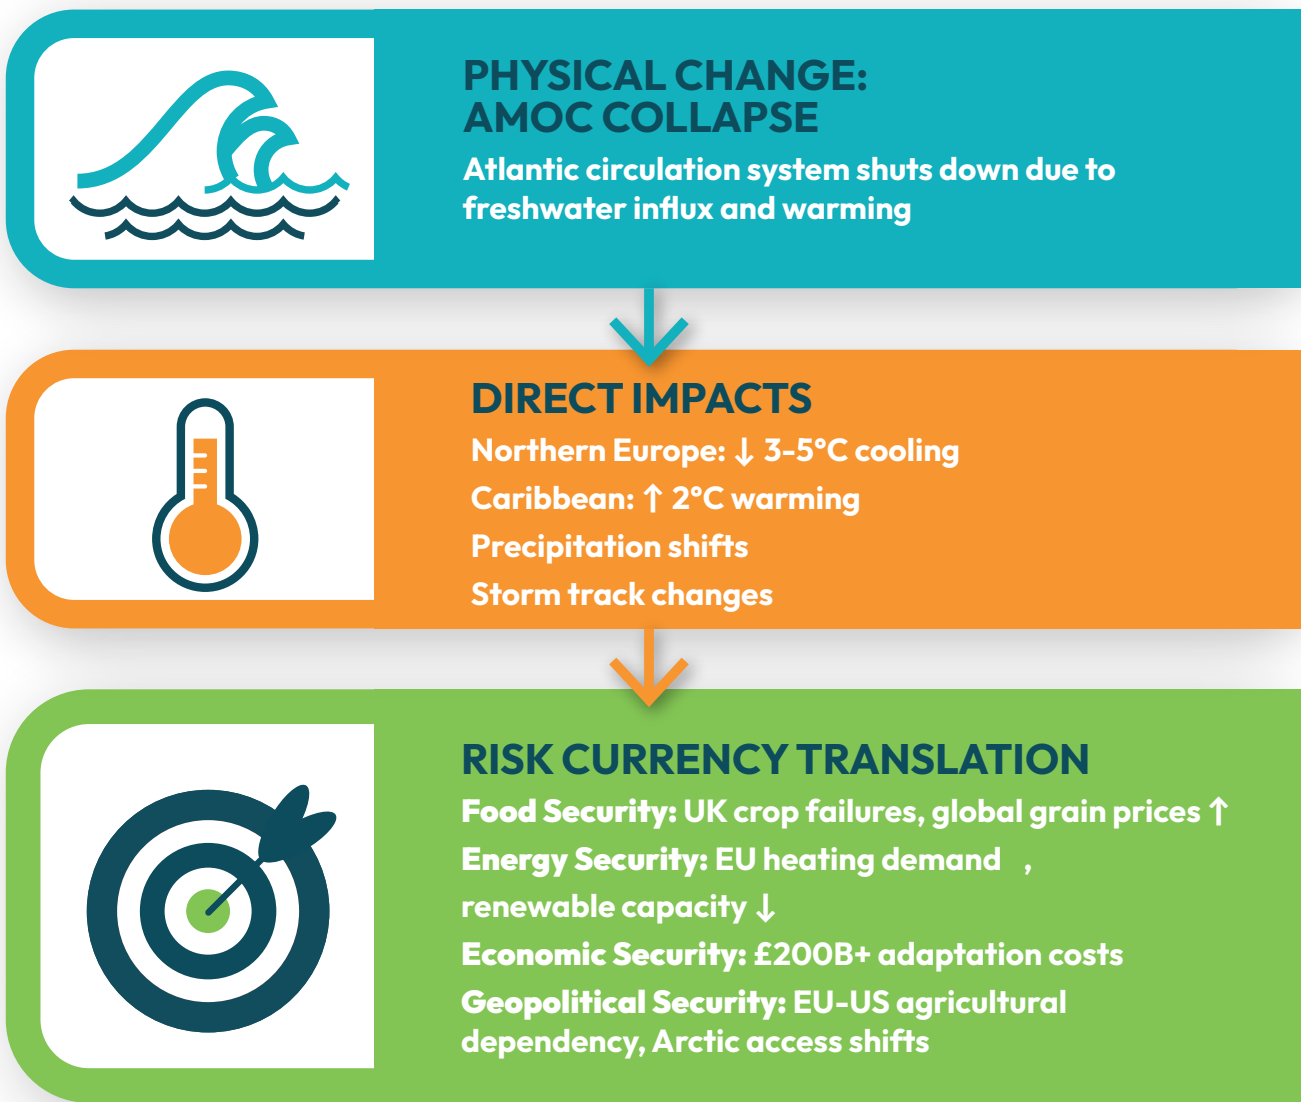 PHYSICAL CHANGE:
AMOC COLLAPSE
Atlantic circulation system shuts down due to
freshwater influx and warming
DIRECT IMPACTS
Northern Europe: ↓ 3-5°C cooling
Caribbean: ↑ 2°C warming
Precipitation shifts
Storm track changes
RISK CURRENCY TRANSLATION
Food Security: UK crop failures, global grain prices ↑
Energy Security: EU heating demand ,
renewable capacity ↓
Economic Security: £200B+ adaptation costs
Geopolitical Security: EU-US agricultural
dependency, Arctic access shifts